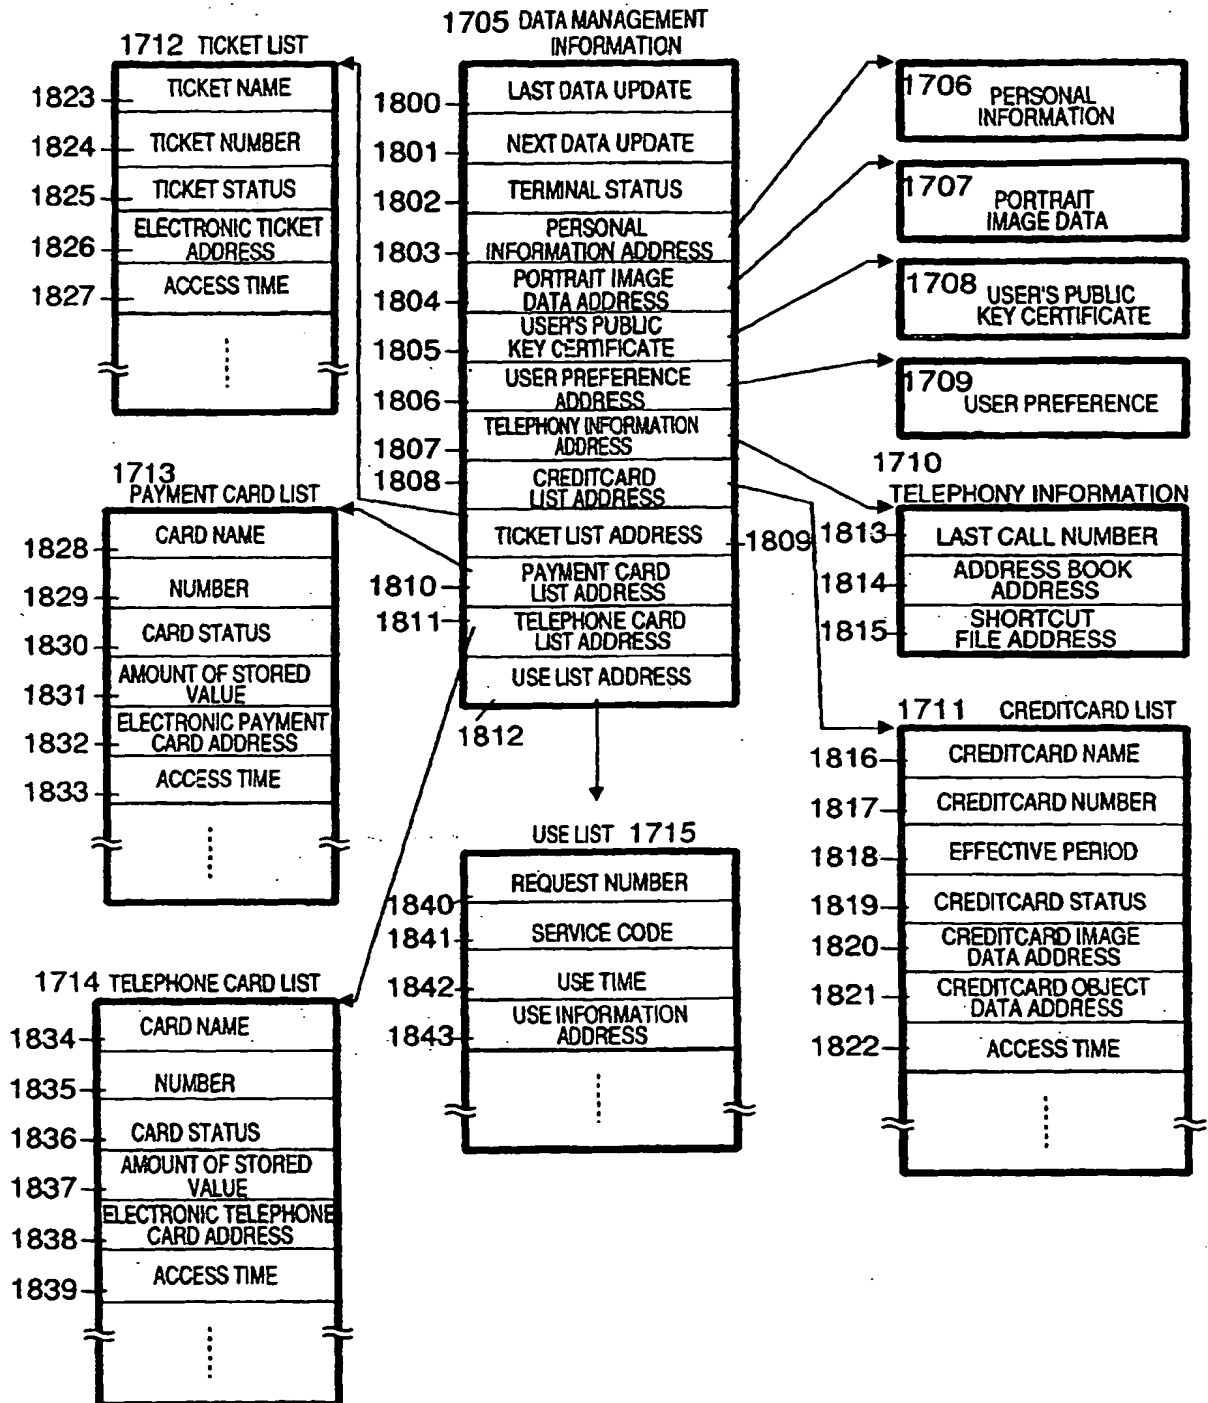 1705 DATA MANAGEMENT
INFORMATION
1800 LAST DATA UPDATE
1801 NEXT DATA UPDATE
1802 TERMINAL STATUS
1803 PERSONAL
INFORMATION ADDRESS
1804 PORTRAIT IMAGE
DATA ADDRESS
1805 USER'S PUBLIC
KEY CERTIFICATE
1806 USER PREFERENCE
ADDRESS
1807 TELEPHONY INFORMATION
ADDRESS
1808 CREDITCARD
LIST ADDRESS
TICKET LIST ADDRESS 1809
1810 PAYMENT CARD
LIST ADDRESS
1811 TELEPHONE CARD
LIST ADDRESS
USE LIST ADDRESS
1812
1712 TICKET LIST
1823 TICKET NAME
1824 TICKET NUMBER
1825 TICKET STATUS
1826 ELECTRONIC TICKET
ADDRESS
1827 ACCESS TIME
1713
PAYMENT CARD LIST
1828 CARD NAME
1829 NUMBER
1830 CARD STATUS
1831 AMOUNT OF STORED
VALUE
1832 ELECTRONIC PAYMENT
CARD ADDRESS
1833 ACCESS TIME
1714 TELEPHONE CARD LIST
1834 CARD NAME
1835 NUMBER
1836 CARD STATUS
1837 AMOUNT OF STORED
VALUE
1838 ELECTRONIC TELEPHONE
CARD ADDRESS
1839 ACCESS TIME
USE LIST 1715
1840 REQUEST NUMBER
1841 SERVICE CODE
1842 USE TIME
1843 USE INFORMATION
ADDRESS
1706 PERSONAL
INFORMATION
1707 PORTRAIT
IMAGE DATA
1708 USER'S PUBLIC
KEY CERTIFICATE
1709
USER PREFERENCE
1710
TELEPHONY INFORMATION
1813 LAST CALL NUMBER
1814 ADDRESS BOOK
ADDRESS
1815 SHORTCUT
FILE ADDRESS
1711 CREDITCARD LIST
1816 CREDITCARD NAME
1817 CREDITCARD NUMBER
1818 EFFECTIVE PERIOD
1819 CREDITCARD STATUS
1820 CREDITCARD IMAGE
DATA ADDRESS
1821 CREDITCARD OBJECT
DATA ADDRESS
1822 ACCESS TIME